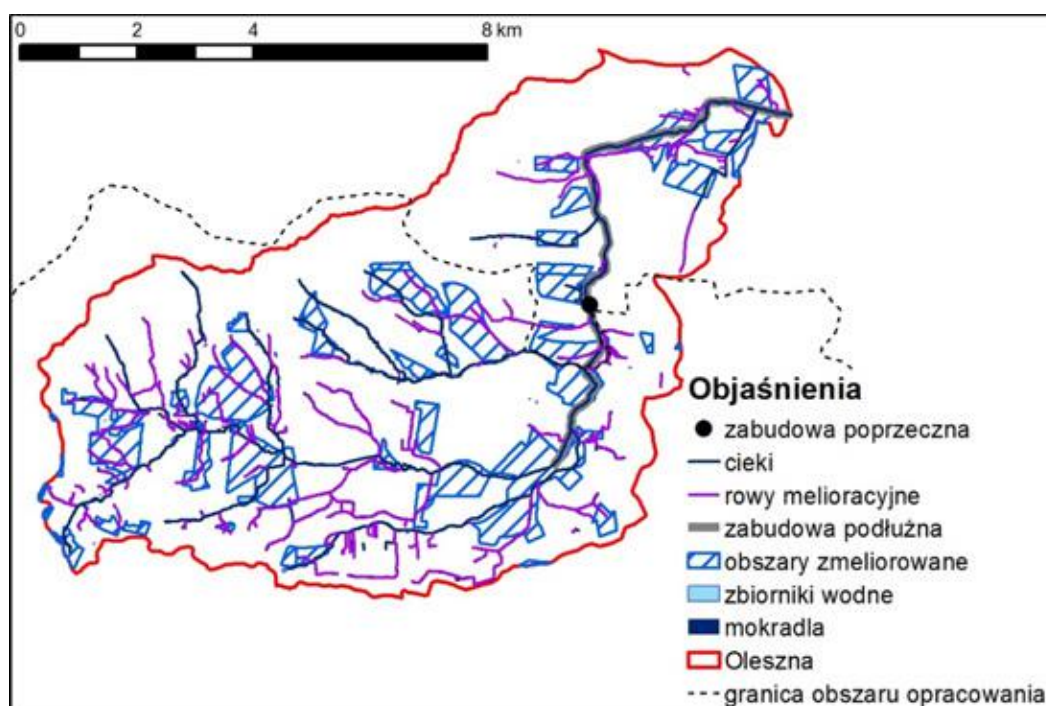 0 2 4 8 km
Objaśnienia
zabudowa poprzeczna
cieki
rowy melioracyjne
zabudowa podłużna
obszary zmeliorowane
zbiorniki wodne
mokradla
Oleszna
granica obszaru opracowania